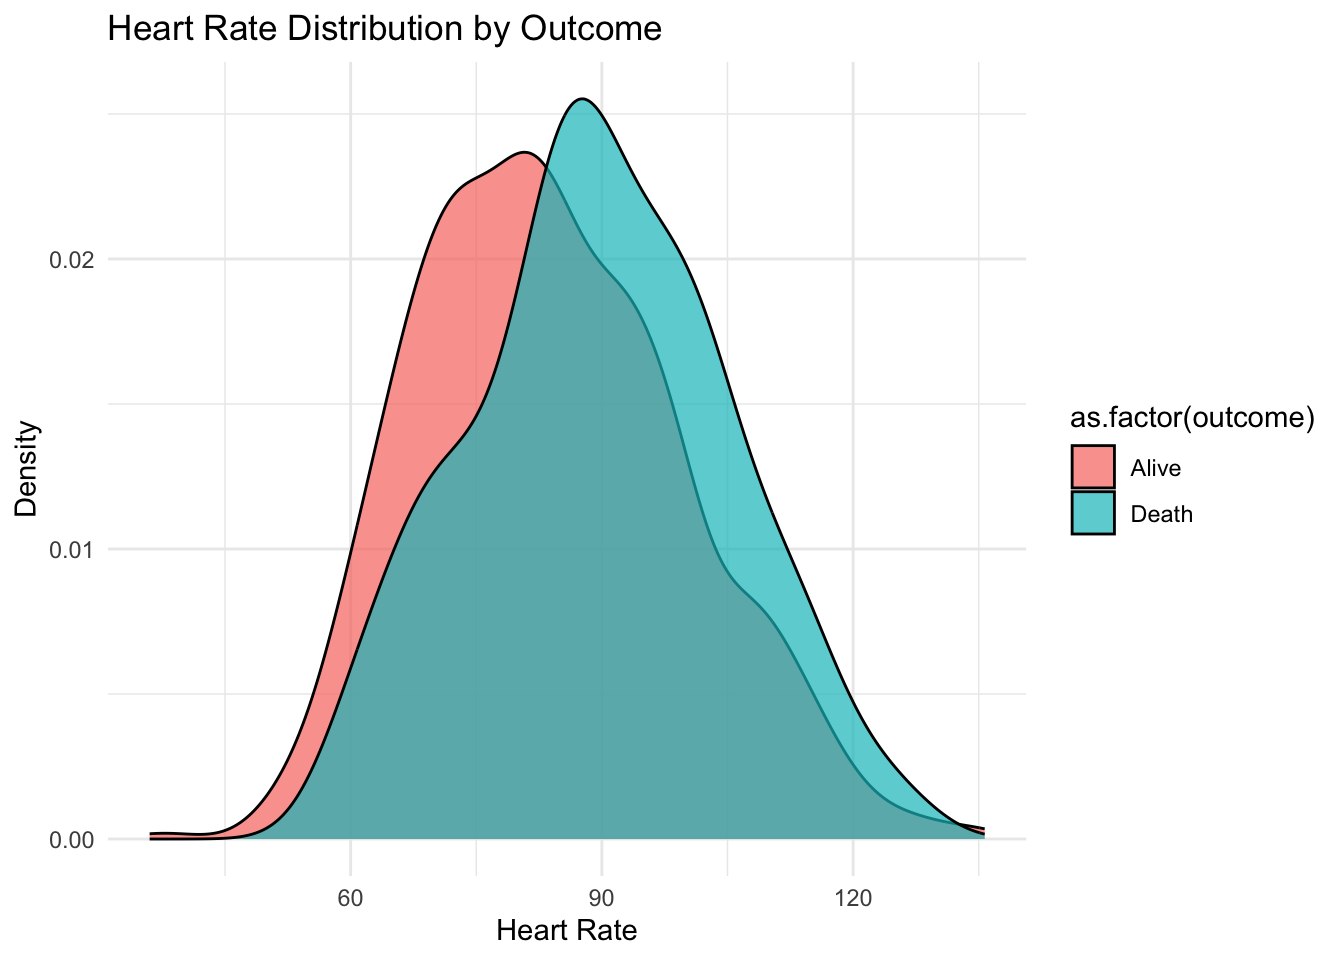 Heart Rate Distribution by Outcome
Density
0.02
0.01
0.00
60 90 120
Heart Rate
as.factor(outcome)
Alive
Death